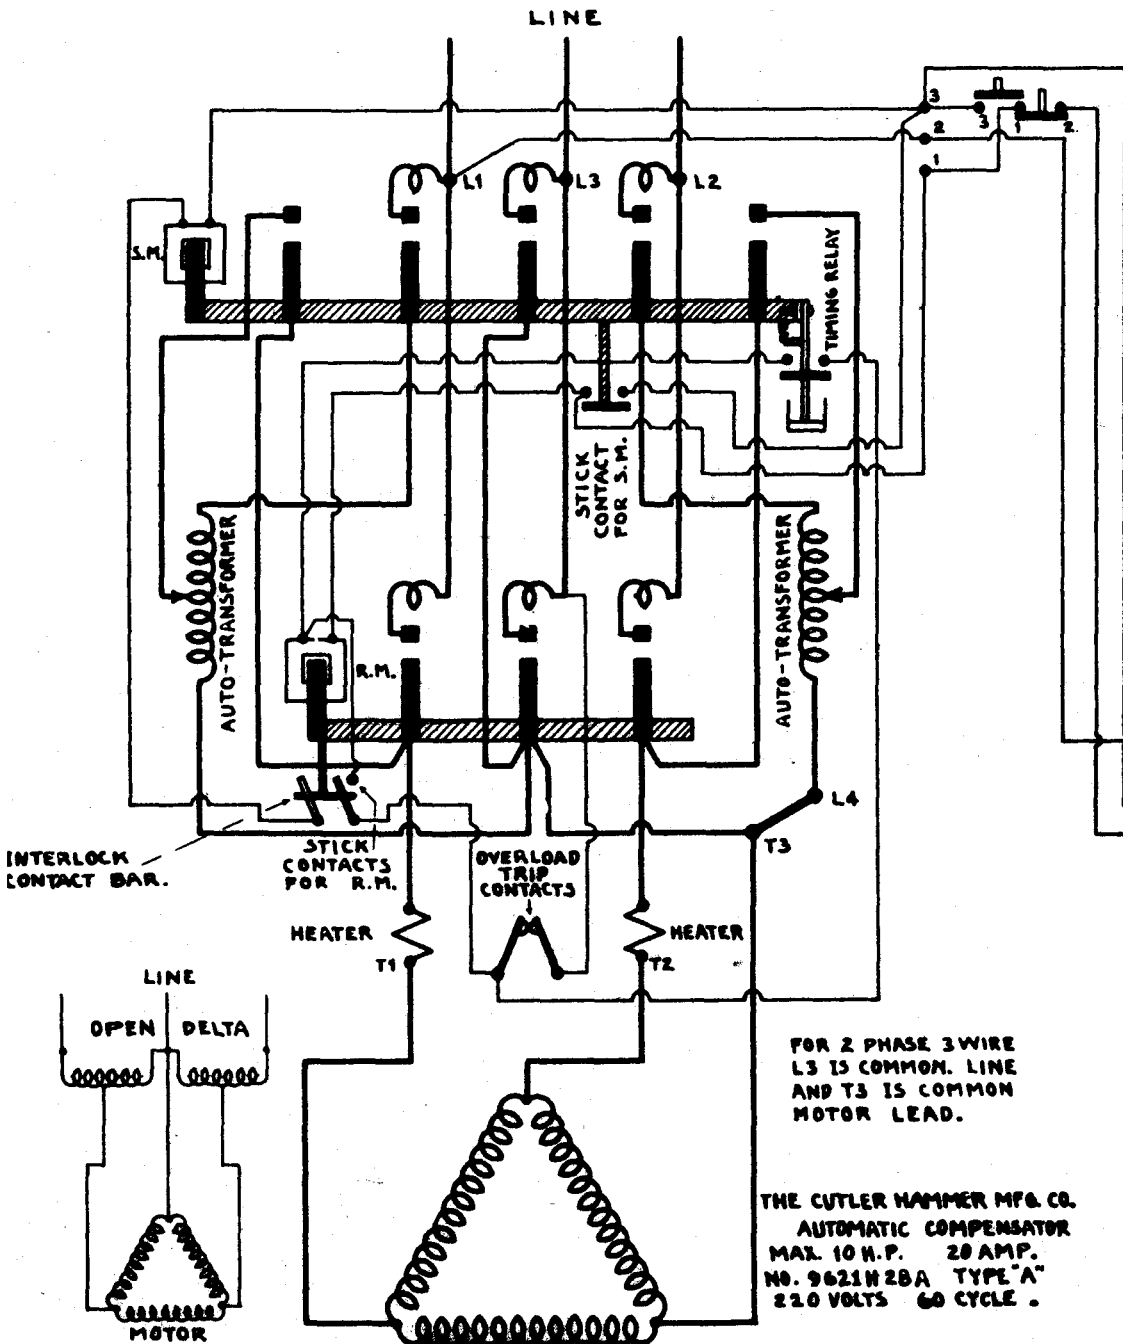 LINE
3
3
1
2
2
1
L1
L3
L2
S.M.
TIMING RELAY
STICK
CONTACT
FOR S.M.
AUTO-TRANSFORMER
AUTO-TRANSFORMER
R.M.
L4
T3
INTERLOCK
CONTACT BAR.
STICK
CONTACTS
FOR R.M.
OVERLOAD
TRIP
CONTACTS
HEATER
HEATER
T1
T2
LINE
OPEN DELTA
MOTOR
FOR 2 PHASE 3 WIRE
L3 IS COMMON. LINE
AND T3 IS COMMON
MOTOR LEAD.
THE CUTLER HAMMER MFG. CO.
AUTOMATIC COMPENSATOR
MAX. 10 H.P. 20 AMP.
NO. 9621H28A TYPE "A"
220 VOLTS 60 CYCLE.